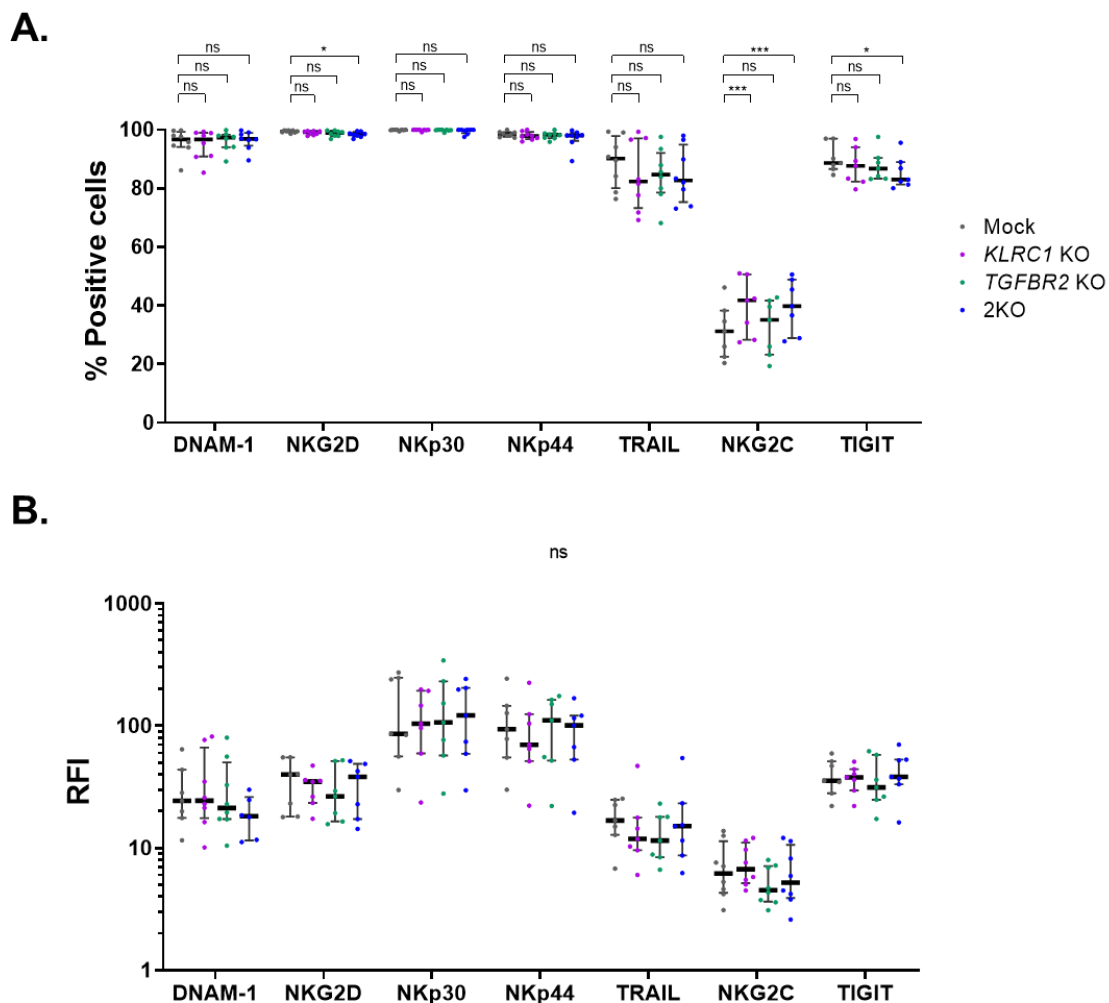 A.
ns * ns ns ns *** *
ns ns ns ns ns ns ns
ns ns ns ns ns *** ns
100
80
60
40
20
0
% Positive cells
DNAM-1 NKG2D NKp30 NKp44 TRAIL NKG2C TIGIT
Mock
KLRC1 KO
TGFBR2 KO
2KO
B.
ns
1000
100
10
1
RFI
DNAM-1 NKG2D NKp30 NKp44 TRAIL NKG2C TIGIT